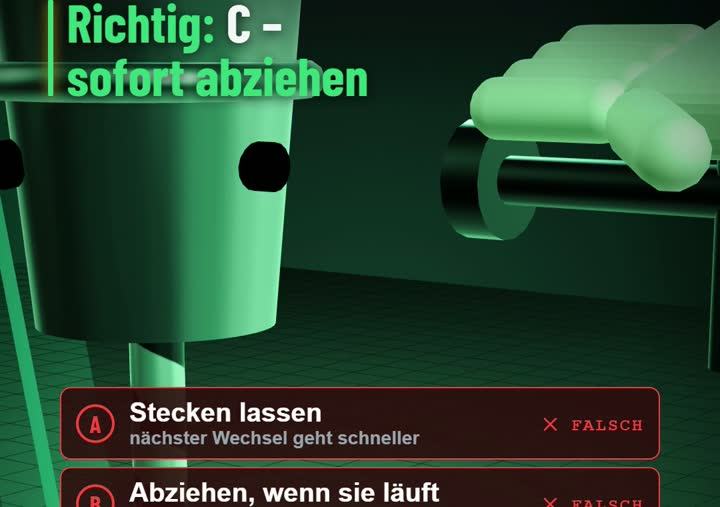 Richtig: C –
sofort abziehen
A
Stecken lassen
nächster Wechsel geht schneller
× FALSCH
B
Abziehen, wenn sie läuft
× FALSCH